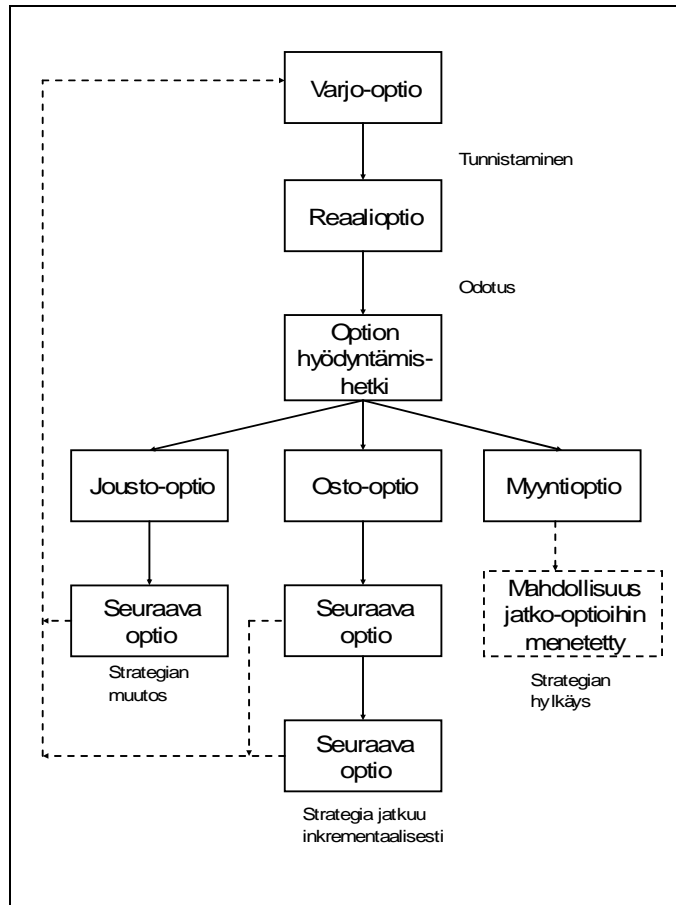 Varjo-optio
Tunnistaminen
Reaalioptio
Odotus
Option
hyödyntämis-
hetki
Jousto-optio
Osto-optio
Myyntioptio
Seuraava
optio
Seuraava
optio
Mahdollisuus
jatko-optioihin
menetetty
Strategian
muutos
Strategian
hylkäys
Seuraava
optio
Strategia jatkuu
inkrementaalisesti